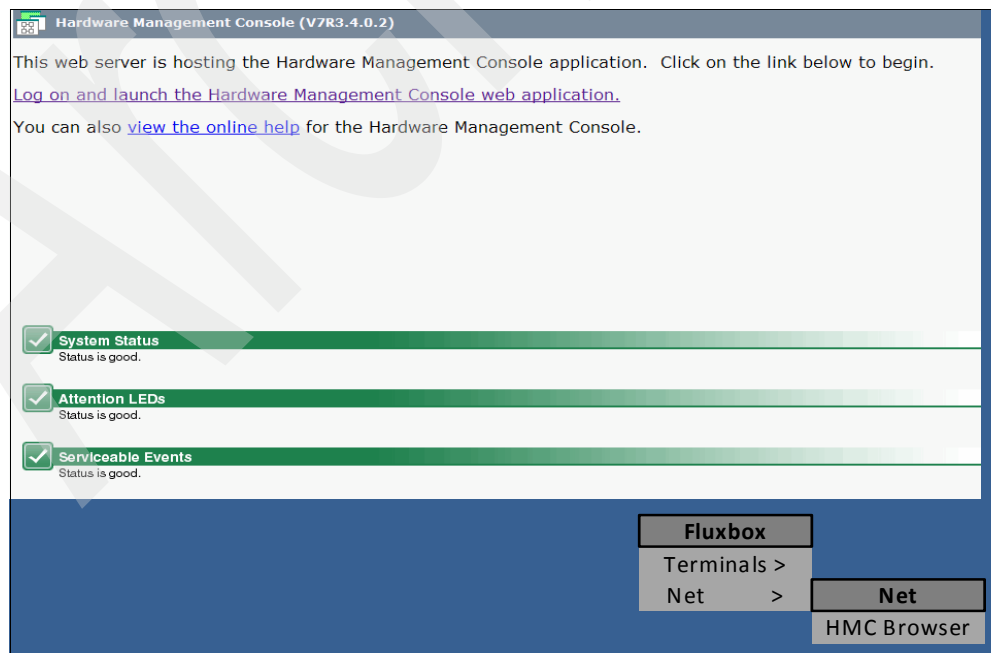 Hardware Management Console (V7R3.4.0.2)
This web server is hosting the Hardware Management Console application.  Click on the link below to begin.
Log on and launch the Hardware Management Console web application.
You can also view the online help for the Hardware Management Console.
System Status
Status is good.
Attention LEDs
Status is good.
Serviceable Events
Status is good.
Fluxbox
Terminals >
Net >
Net
HMC Browser